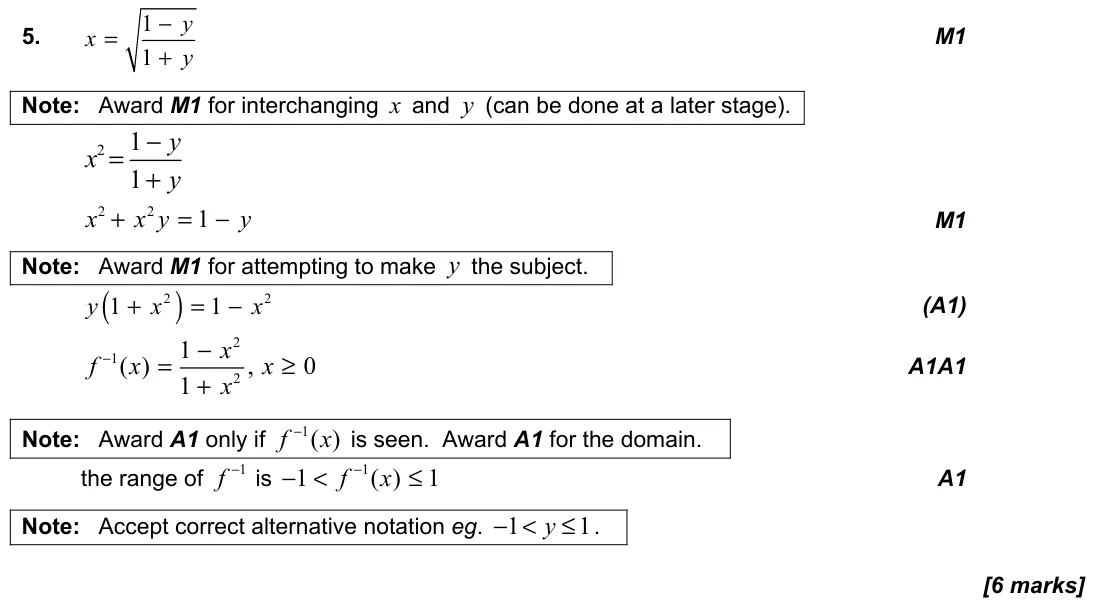 5. x = √((1 − y)/(1 + y)) M1
Note: Award M1 for interchanging x and y (can be done at a later stage).
x² = (1 − y)/(1 + y)
x² + x²y = 1 − y M1
Note: Award M1 for attempting to make y the subject.
y(1 + x²) = 1 − x² (A1)
f⁻¹(x) = (1 − x²)/(1 + x²), x ≥ 0 A1A1
Note: Award A1 only if f⁻¹(x) is seen. Award A1 for the domain.
the range of f⁻¹ is −1 < f⁻¹(x) ≤ 1 A1
Note: Accept correct alternative notation eg. −1 < y ≤ 1.
[6 marks]